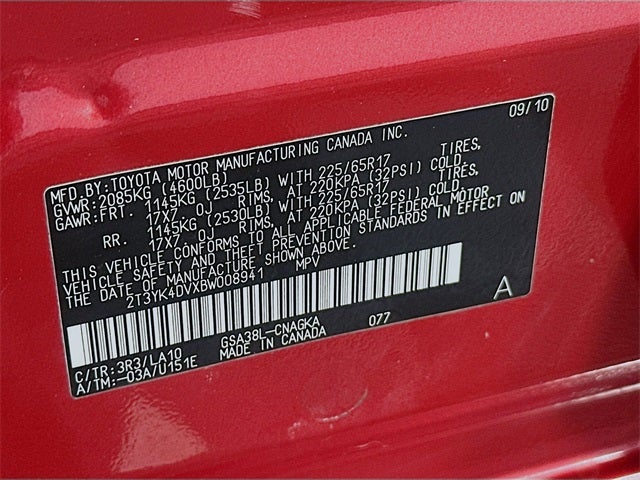 MFD. BY: TOYOTA MOTOR MANUFACTURING CANADA INC. 09/10
GVWR: 2085KG (4600LB)
GAWR: FRT. 1145KG (2535LB) WITH 225/65R17 TIRES,
17X7 OJ RIMS, AT 220KPA (32PSI) COLD.
RR. 1145KG (2530LB) WITH 225/65R17 TIRES,
17X7 OJ RIMS, AT 220KPA (32PSI) COLD.
THIS VEHICLE CONFORMS TO ALL APPLICABLE FEDERAL MOTOR
VEHICLE SAFETY AND THEFT PREVENTION STANDARDS IN EFFECT ON
THE DATE OF MANUFACTURE SHOWN ABOVE.
2T3YK4DVXBW008941 MPV
A
C/TR: 3R3/LA10 GSA38L-CNAGKA 077
A/TM: -03A/U151E MADE IN CANADA